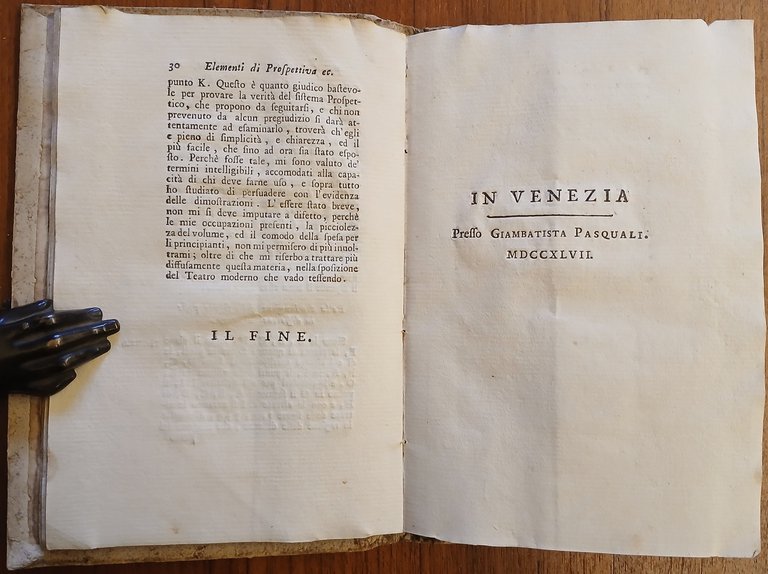 30 Elementi di Proſpettiva ec.
punto K. Queſto è quanto giudico baſtevo-
le per provare la verità del ſiſtema Proſpet-
tico, che propono da ſeguitarſi, e chi non
prevenuto da alcun pregiudizio ſi darà at-
tentamente ad eſaminarlo, troverà ch'egli
è pieno di ſimplicità, e chiarezza, ed il
più facile, che ſino ad ora ſia ſtato eſpo-
ſto. Perchè foſſe tale, mi ſono valuto de'
termini intelligibili, accomodati alla capa-
cità di chi deve farne uſo, e ſopra tutto
ho ſtudiato di perſuadere con l'evidenza
delle dimoſtrazioni. L'eſſere ſtato breve,
non mi ſi deve imputare a difetto, perchè
le mie occupazioni preſenti, la picciolez-
za del volume, ed il comodo della ſpeſa per
li principianti, non mi permiſero di più inol-
trami; oltre di che mi riſerbo a trattare più
diffuſamente queſta materia, nella ſpoſizione
del Teatro moderno che vado teſſendo.
IL FINE.
IN VENEZIA
Preſſo GIAMBATISTA PASQUALI.
MDCCXLVII.